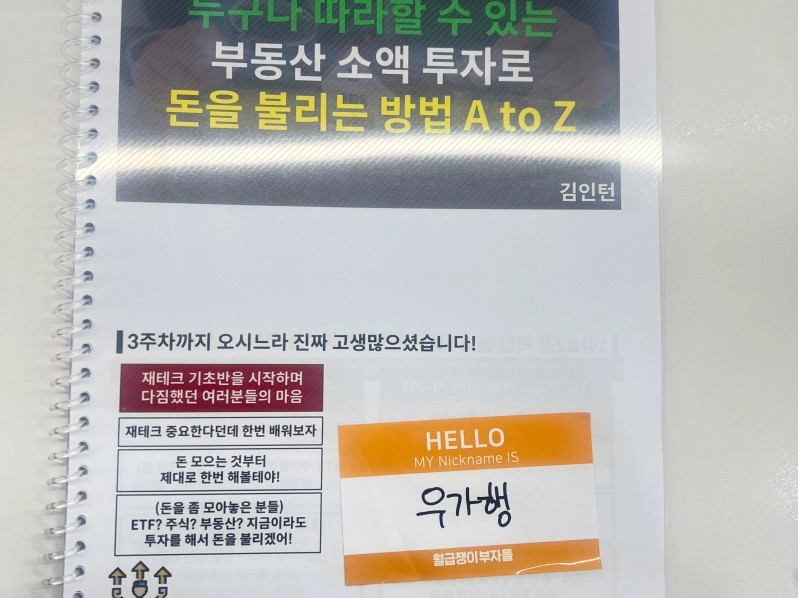 누구나 따라할 수 있는
부동산 소액 투자로
돈을 불리는 방법 A to Z
김인턴
3주차까지 오시느라 진짜 고생많으셨습니다!
재테크 기초반을 시작하며
다짐했던 여러분들의 마음
재테크 중요한다던데 한번 배워보자
돈 모으는 것부터
제대로 한번 해볼테야!
(돈을 좀 모아놓은 분들)
ETF? 주식? 부동산? 지금이라도
투자를 해서 돈을 불리겠어!
HELLO
MY Nickname IS
우가행
월급쟁이부자들